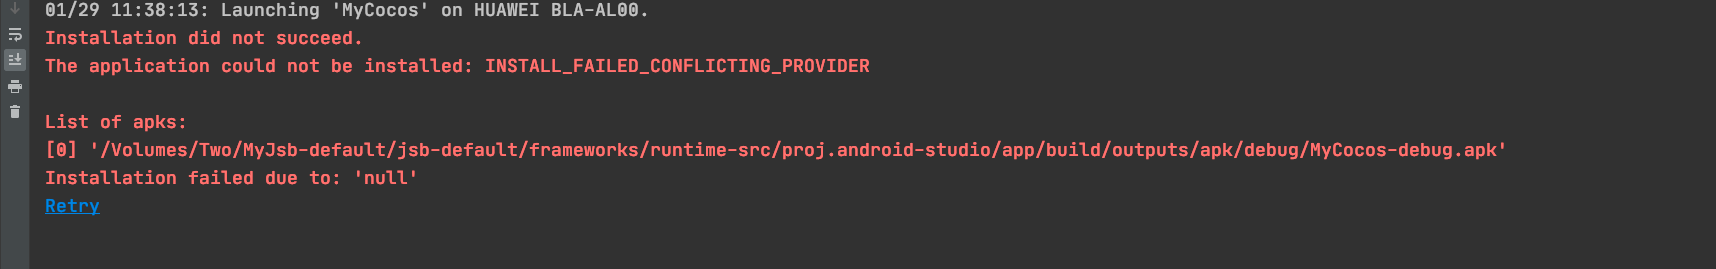 01/29 11:38:13: Launching 'MyCocos' on HUAWEI BLA-AL00.
Installation did not succeed.
The application could not be installed: INSTALL_FAILED_CONFLICTING_PROVIDER
List of apks:
[0] '/Volumes/Two/MyJsb-default/jsb-default/frameworks/runtime-src/proj.android-studio/app/build/outputs/apk/debug/MyCocos-debug.apk'
Installation failed due to: 'null'
Retry